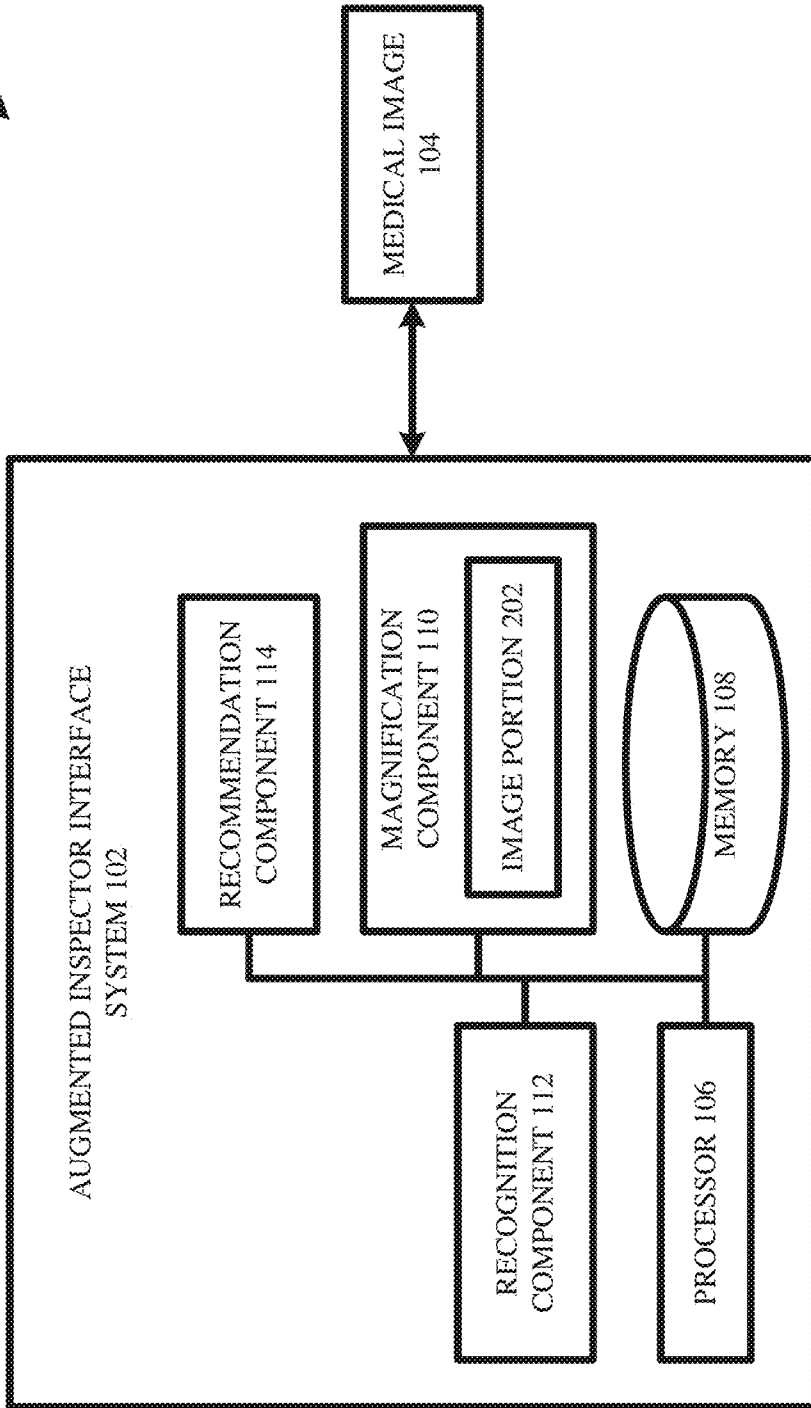 AUGMENTED INSPECTOR INTERFACE
SYSTEM 102
RECOMMENDATION
COMPONENT 114
RECOGNITION
COMPONENT 112
MAGNIFICATION
COMPONENT 110
IMAGE PORTION 202
PROCESSOR 106
MEMORY 108
MEDICAL IMAGE
104